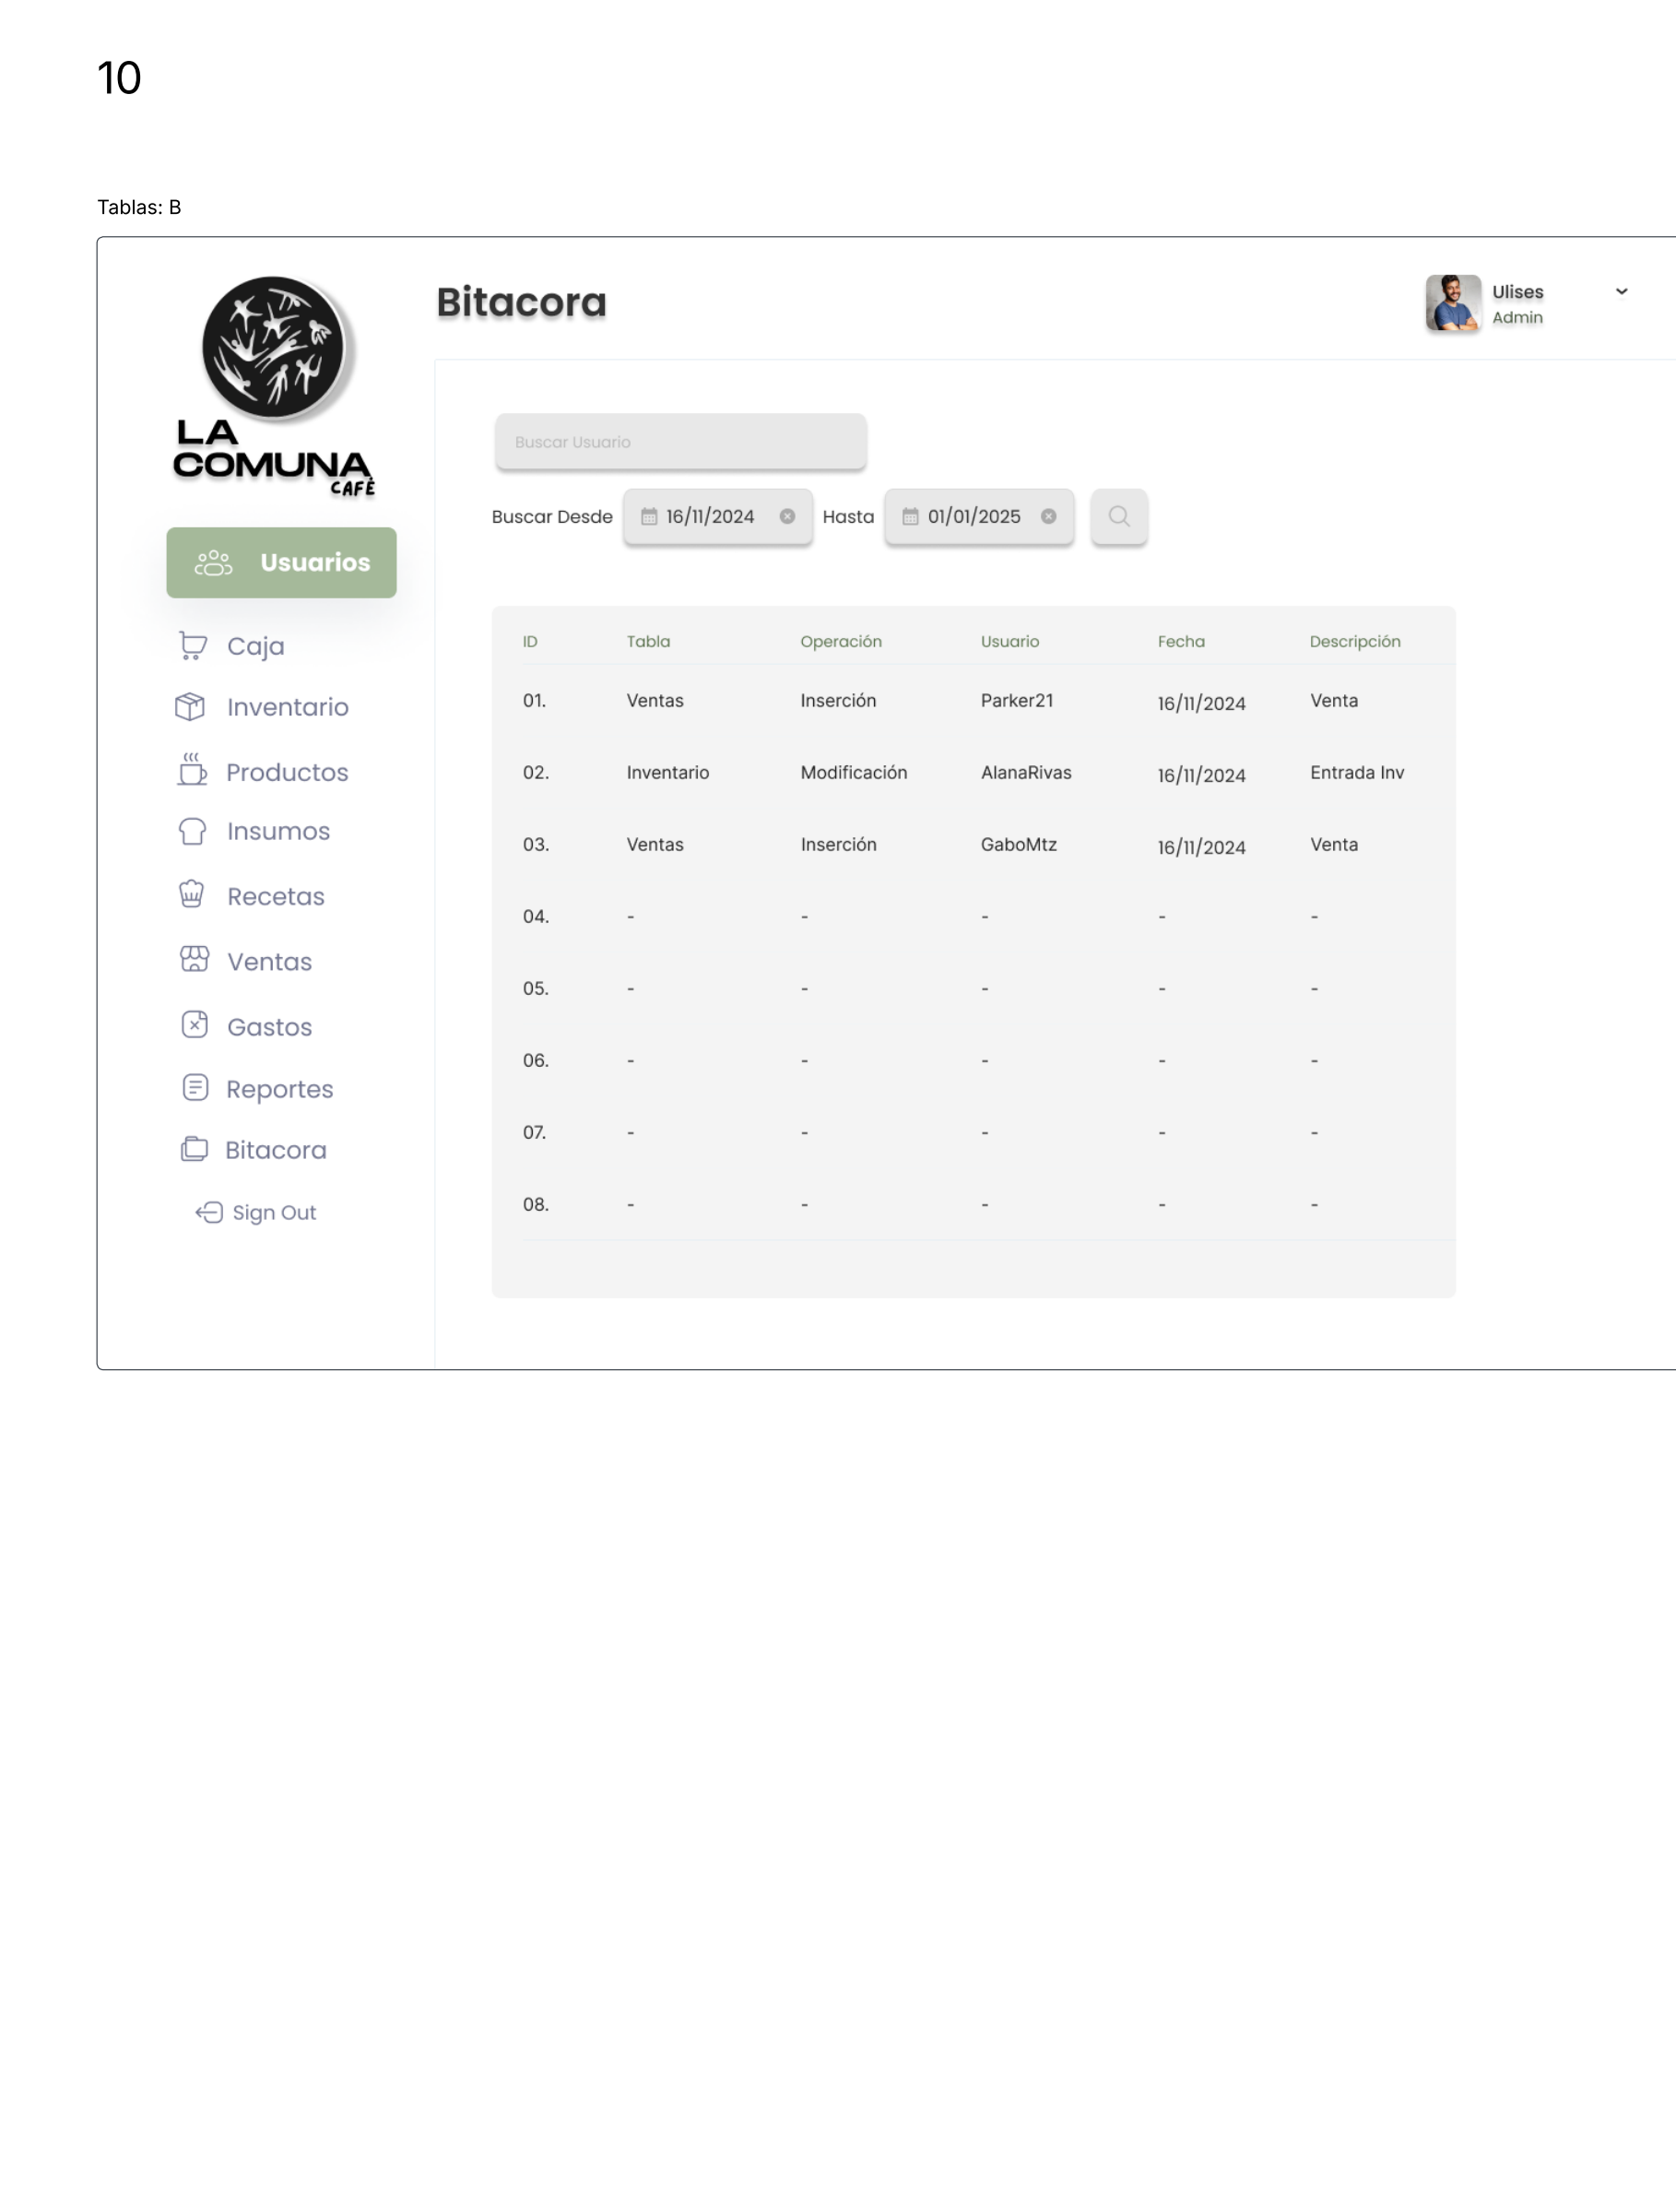 10
Tablas: B
LA
COMUNA
CAFÉ
Bitacora
Ulises
Admin
Usuarios
Caja
Inventario
Productos
Insumos
Recetas
Ventas
Gastos
Reportes
Bitacora
Sign Out
Buscar Usuario
Buscar Desde 16/11/2024 Hasta 01/01/2025
ID Tabla Operación Usuario Fecha Descripción
01. Ventas Inserción Parker21 16/11/2024 Venta
02. Inventario Modificación AlanaRivas 16/11/2024 Entrada Inv
03. Ventas Inserción GaboMtz 16/11/2024 Venta
04. - - - - -
05. - - - - -
06. - - - - -
07. - - - - -
08. - - - - -